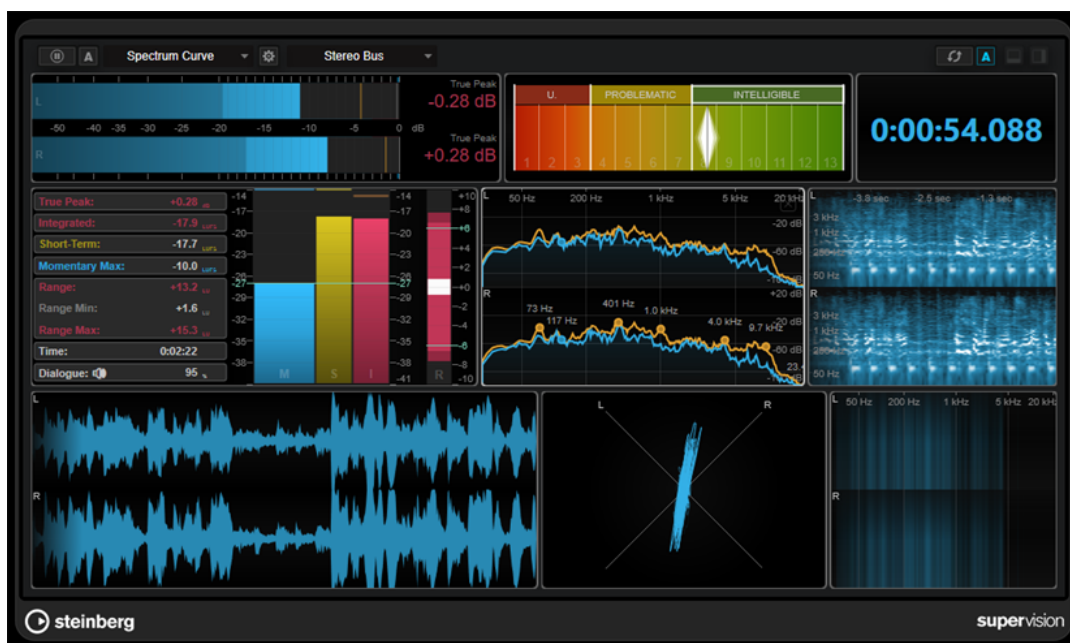 A Spectrum Curve Stereo Bus A
L True Peak
-0.28 dB
-50 -40 -35 -30 -25 -20 -15 -10 -5 0 dB
R True Peak
+0.28 dB
U. PROBLEMATIC INTELLIGIBLE
1 2 3 4 5 6 7 9 10 11 12 13
0:00:54.088
True Peak: +0.28 dB
Integrated: -17.9 LUFS
Short-Term: -17.7 LUFS
Momentary Max: -10.0 LUFS
Range: +13.2 LU
Range Min: +1.6 LU
Range Max: +15.3 LU
Time: 0:02:22
Dialogue: 95 %
-14
-17
-20
-23
-27
-29
-32
-35
-38
M S I
-14
-17
-20
-23
-27
-29
-32
-35
-38
-41
+10
+8
+6
+4
+2
+0
-2
-4
-6
-8
-10
R
L 50 Hz 200 Hz 1 kHz 5 kHz 20 kHz
-20 dB
-60 dB
R +20 dB
73 Hz 117 Hz 401 Hz 1.0 kHz 4.0 kHz 9.7 kHz
-20 dB
-60 dB
L -3.8 sec -2.5 sec -1.3 sec
3 kHz
1 kHz
50 Hz
R
3 kHz
1 kHz
50 Hz
L
R
L R
L 50 Hz 200 Hz 1 kHz 5 kHz 20 kHz
R
steinberg
supervision